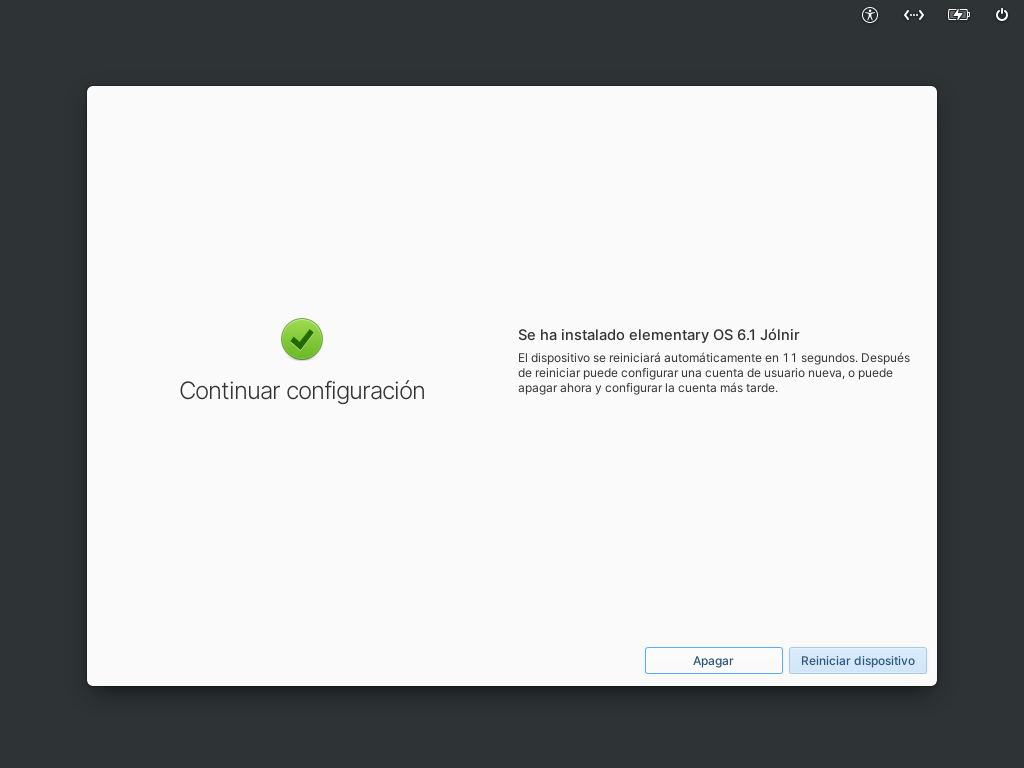 Continuar configuración
Se ha instalado elementary OS 6.1 Jólnir
El dispositivo se reiniciará automáticamente en 11 segundos. Después
de reiniciar puede configurar una cuenta de usuario nueva, o puede
apagar ahora y configurar la cuenta más tarde.
Apagar
Reiniciar dispositivo